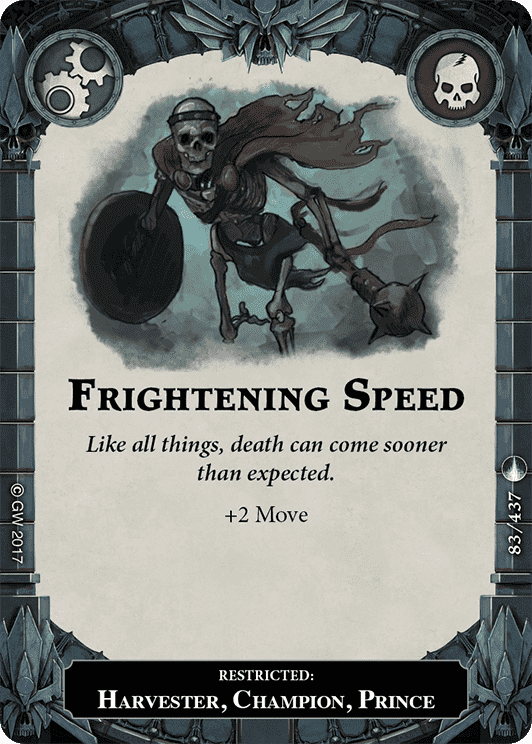 FRIGHTENING SPEED
Like all things, death can come sooner
than expected.
+2 Move
© GW 2017
83/437
RESTRICTED:
HARVESTER, CHAMPION, PRINCE